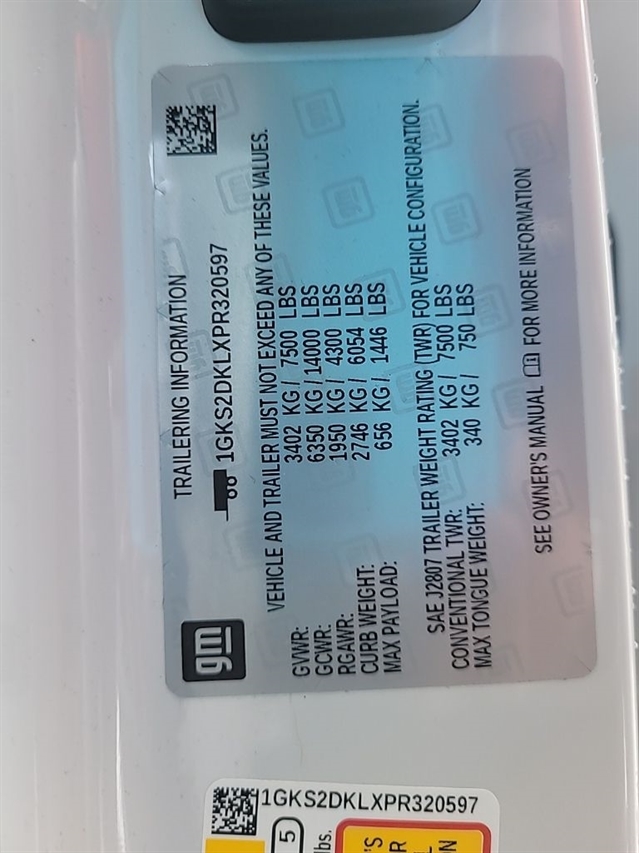 TRAILERING INFORMATION
1GKS2DKLXPR320597
gm
VEHICLE AND TRAILER MUST NOT EXCEED ANY OF THESE VALUES.
GVWR: 3402 KG / 7500 LBS
GCWR: 6350 KG / 14000 LBS
RGAWR: 1950 KG / 4300 LBS
CURB WEIGHT: 2746 KG / 6054 LBS
MAX PAYLOAD: 656 KG / 1446 LBS
SAE J2807 TRAILER WEIGHT RATING (TWR) FOR VEHICLE CONFIGURATION.
CONVENTIONAL TWR: 3402 KG / 7500 LBS
MAX TONGUE WEIGHT: 340 KG / 750 LBS
SEE OWNER'S MANUAL FOR MORE INFORMATION
1GKS2DKLXPR320597
5
lbs.
'S
R
L
N